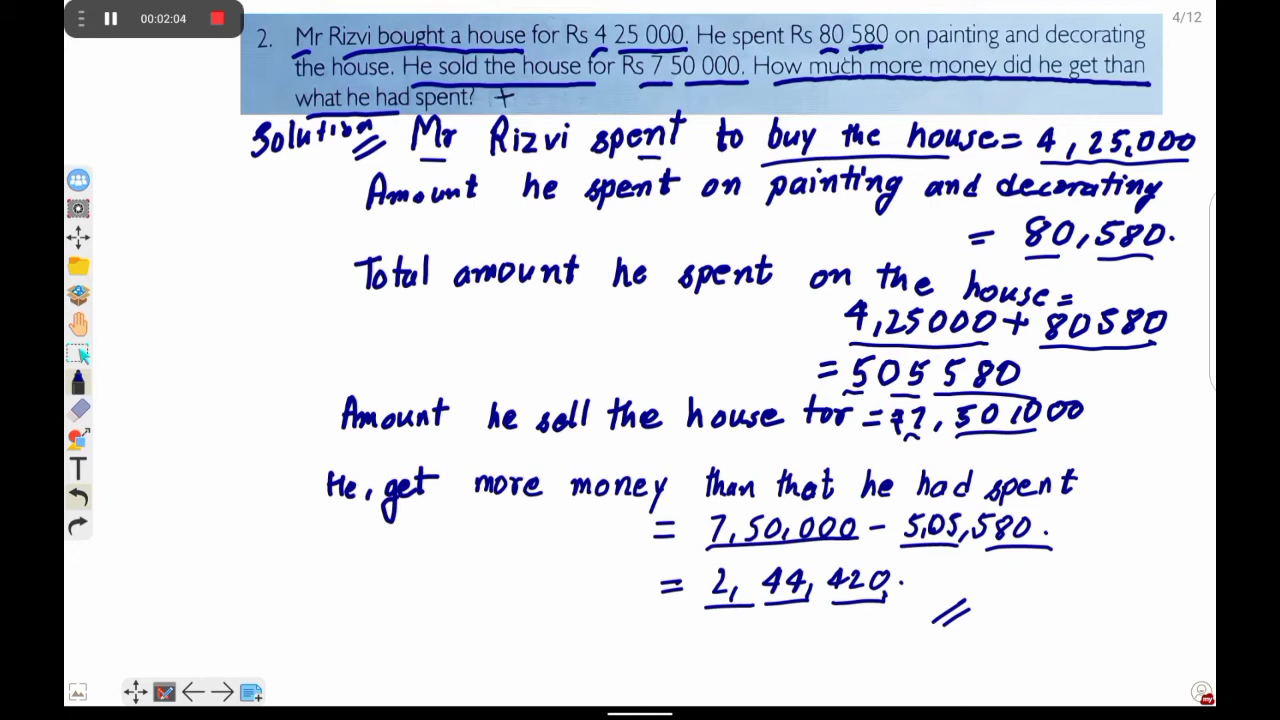 00:02:04
4/12
2. Mr Rizvi bought a house for Rs 4 25 000. He spent Rs 80 580 on painting and decorating
the house. He sold the house for Rs 7 50 000. How much more money did he get than
what he had spent? +
Solution Mr Rizvi spent to buy the house = 4,25,000
Amount he spent on painting and decorating
= 80,580.
Total amount he spent on the house =
4,25000 + 80580
= 505580
Amount he sell the house for = ₹7,50,000
He, get more money than that he had spent
= 7,50,000 - 5,05,580.
= 2, 44, 420.
T
my